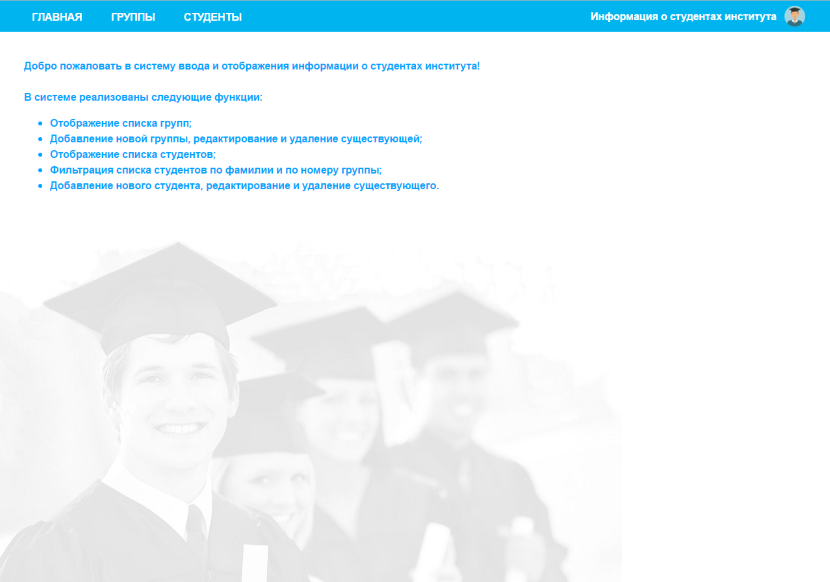 ГЛАВНАЯ ГРУППЫ СТУДЕНТЫ Информация о студентах института
Добро пожаловать в систему ввода и отображения информации о студентах института!
В системе реализованы следующие функции:
• Отображение списка групп;
• Добавление новой группы, редактирование и удаление существующей;
• Отображение списка студентов;
• Фильтрация списка студентов по фамилии и по номеру группы;
• Добавление нового студента, редактирование и удаление существующего.